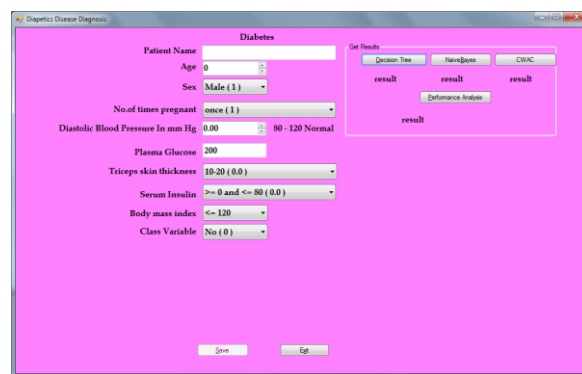 Diapetics Disease Diagnosis
Diabetes
Patient Name
Age 0
Sex Male ( 1 )
No.of times pregnant once ( 1 )
Diastolic Blood Pressure In mm Hg 0.00 80 - 120 Normal
Plasma Glucose 200
Triceps skin thickness 10-20 ( 0.0 )
Serum Insulin >= 0 and <= 80 ( 0.0 )
Body mass index <= 120
Class Variable No ( 0 )
Save Exit
Get Results
Decision Tree NaiveBayes CWAC
result result result
Performance Analysis
result